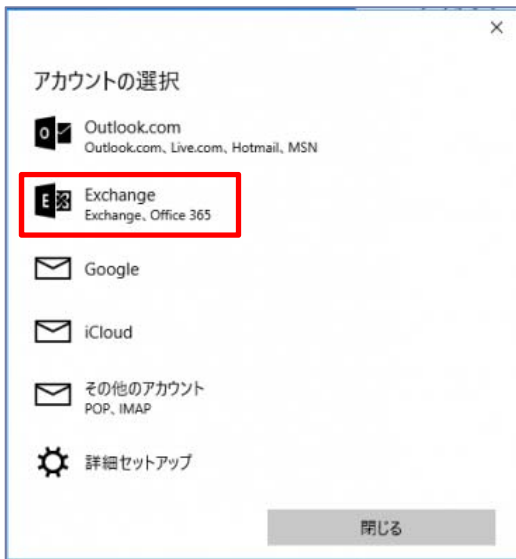 アカウントの選択
Outlook.com
Outlook.com、Live.com、Hotmail、MSN
Exchange
Exchange、Office 365
Google
iCloud
その他のアカウント
POP、IMAP
詳細セットアップ
閉じる